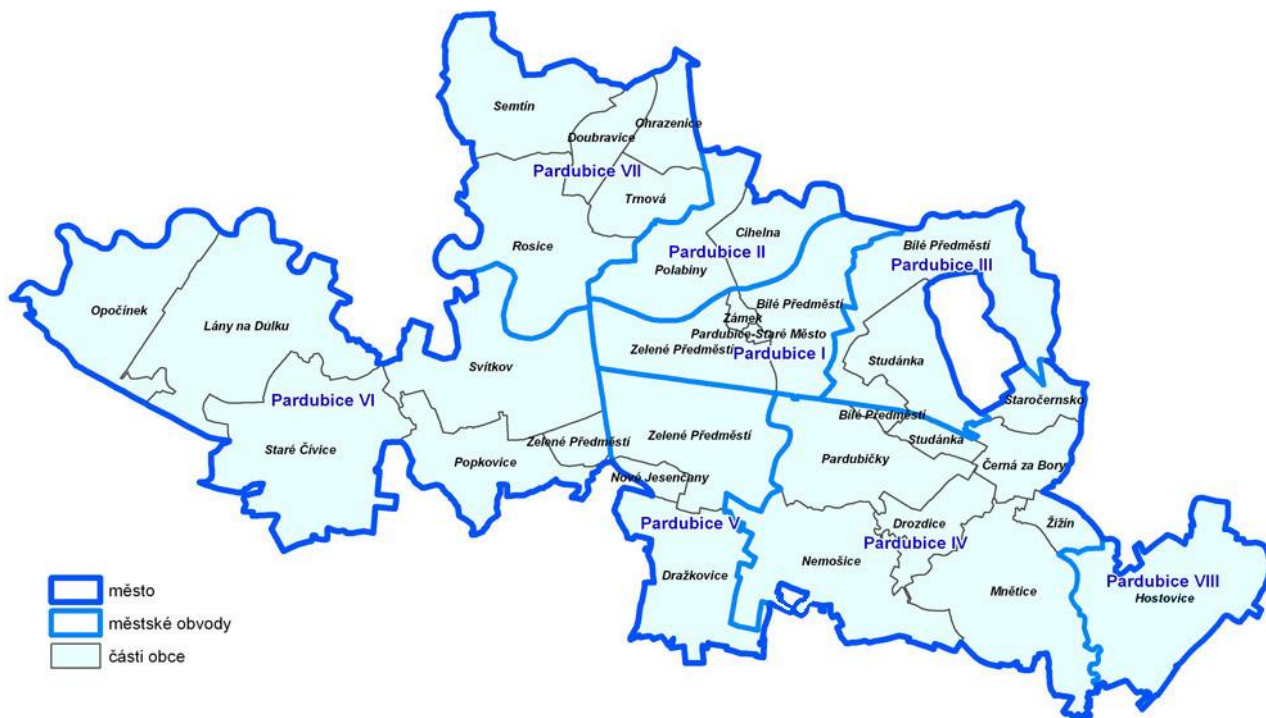 Semtín
Doubravice
Ohrazenice
Pardubice VII
Trnová
Rosice
Cihelna
Pardubice II
Polabiny
Bílé Předměstí
Pardubice III
Opočínek
Lány na Důlku
Svítkov
Zámek
Bílé Předměstí
Pardubice-Staré Město
Zelené Předměstí
Pardubice I
Studánka
Pardubice VI
Staročernsko
Staré Čívice
Popkovice
Zelené Předměstí
Zelené Předměstí
Nové Jesenčany
Bílé Předměstí
Studánka
Pardubičky
Černá za Bory
Pardubice V
Dražkovice
Drozdice
Pardubice IV
Nemošice
Žižín
Mnětice
Pardubice VIII
Hostovice
město
městské obvody
části obce